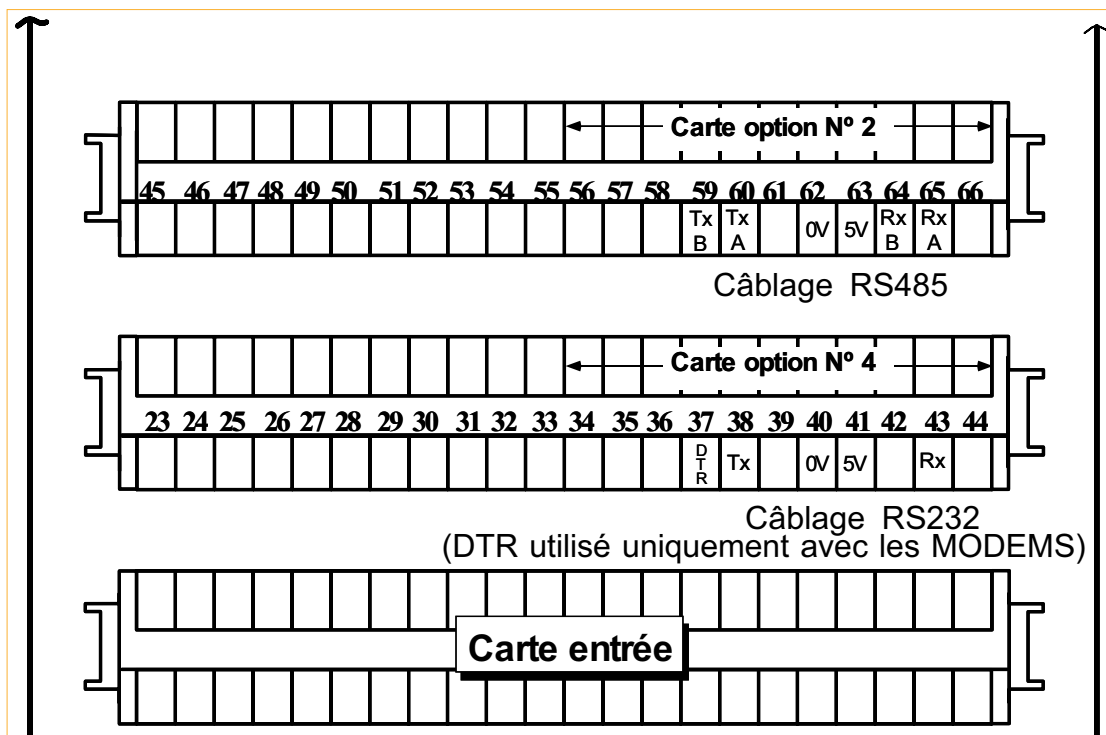 Carte option Nº 2
45 46 47 48 49 50 51 52 53 54 55 56 57 58 59 60 61 62 63 64 65 66
Tx B Tx A 0V 5V Rx B Rx A
Câblage RS485
Carte option Nº 4
23 24 25 26 27 28 29 30 31 32 33 34 35 36 37 38 39 40 41 42 43 44
DTR Tx 0V 5V Rx
Câblage RS232
(DTR utilisé uniquement avec les MODEMS)
Carte entrée